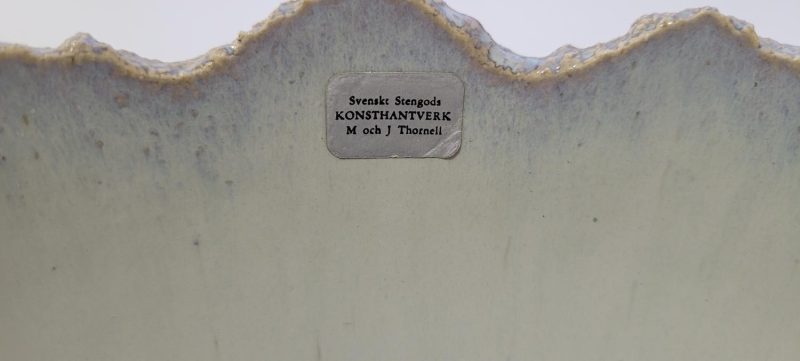 Svenskt Stengods
KONSTHANTVERK
M och J Thornell